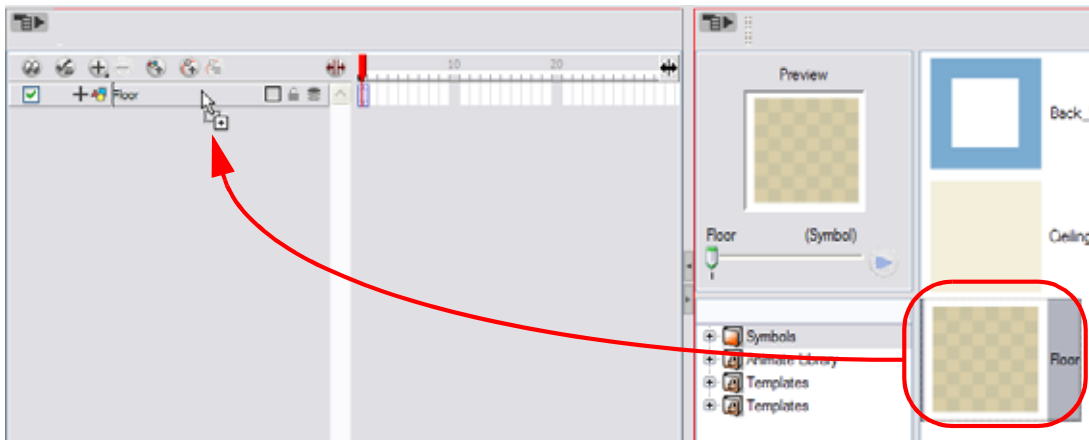 10 20
Floor
Preview
Floor (Symbol)
Symbols
Animate Library
Templates
Templates
Back_
Ceiling
Floor